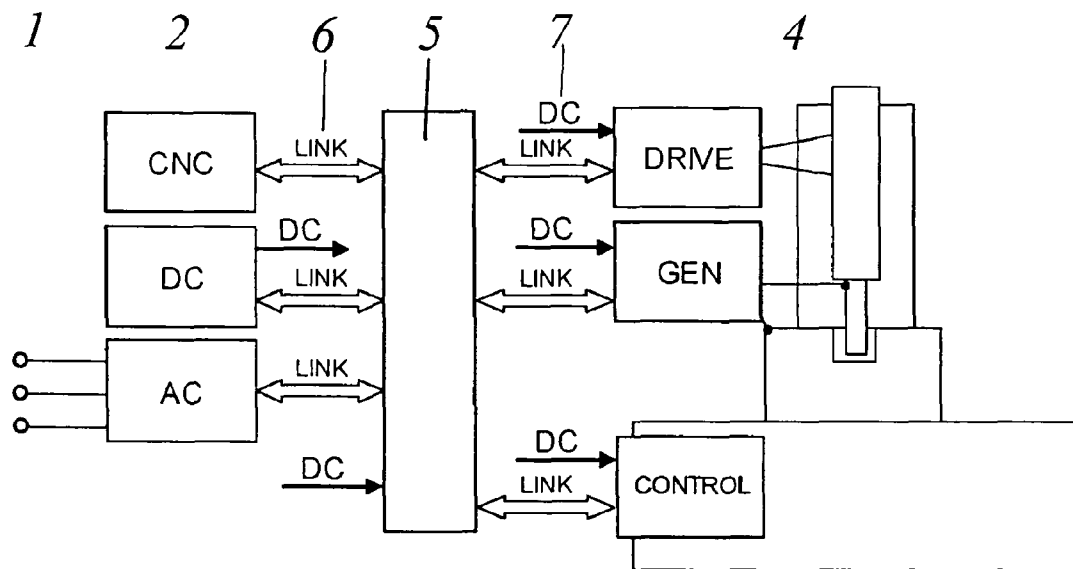 1 2 6 5 7 4
CNC LINK DC LINK DRIVE
DC DC LINK DC LINK GEN
AC LINK
DC DC LINK CONTROL